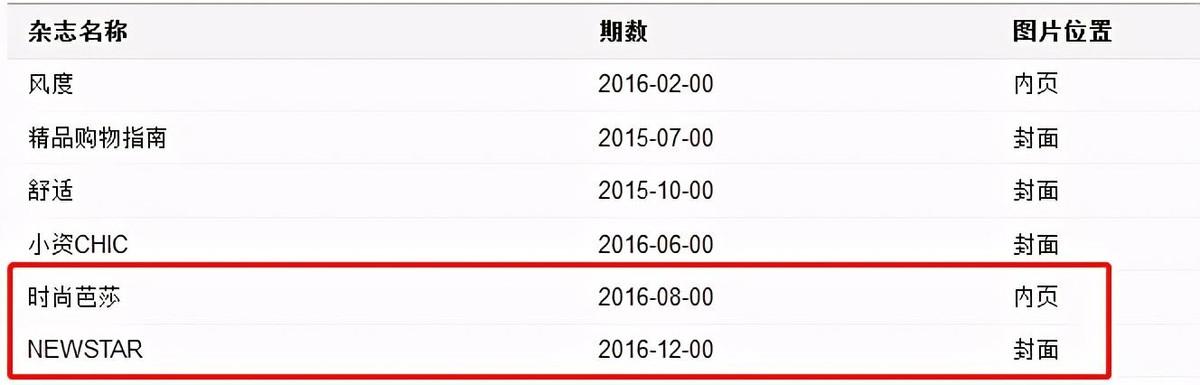 杂志名称 期数 图片位置
风度 2016-02-00 内页
精品购物指南 2015-07-00 封面
舒适 2015-10-00 封面
小资CHIC 2016-06-00 封面
时尚芭莎 2016-08-00 内页
NEWSTAR 2016-12-00 封面